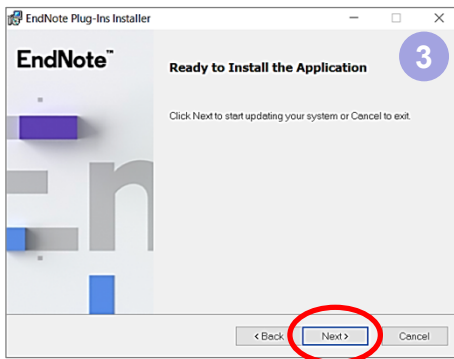 EndNote Plug-Ins Installer
EndNote™
3
Ready to Install the Application
Click Next to start updating your system or Cancel to exit.
En
< Back
Next >
Cancel